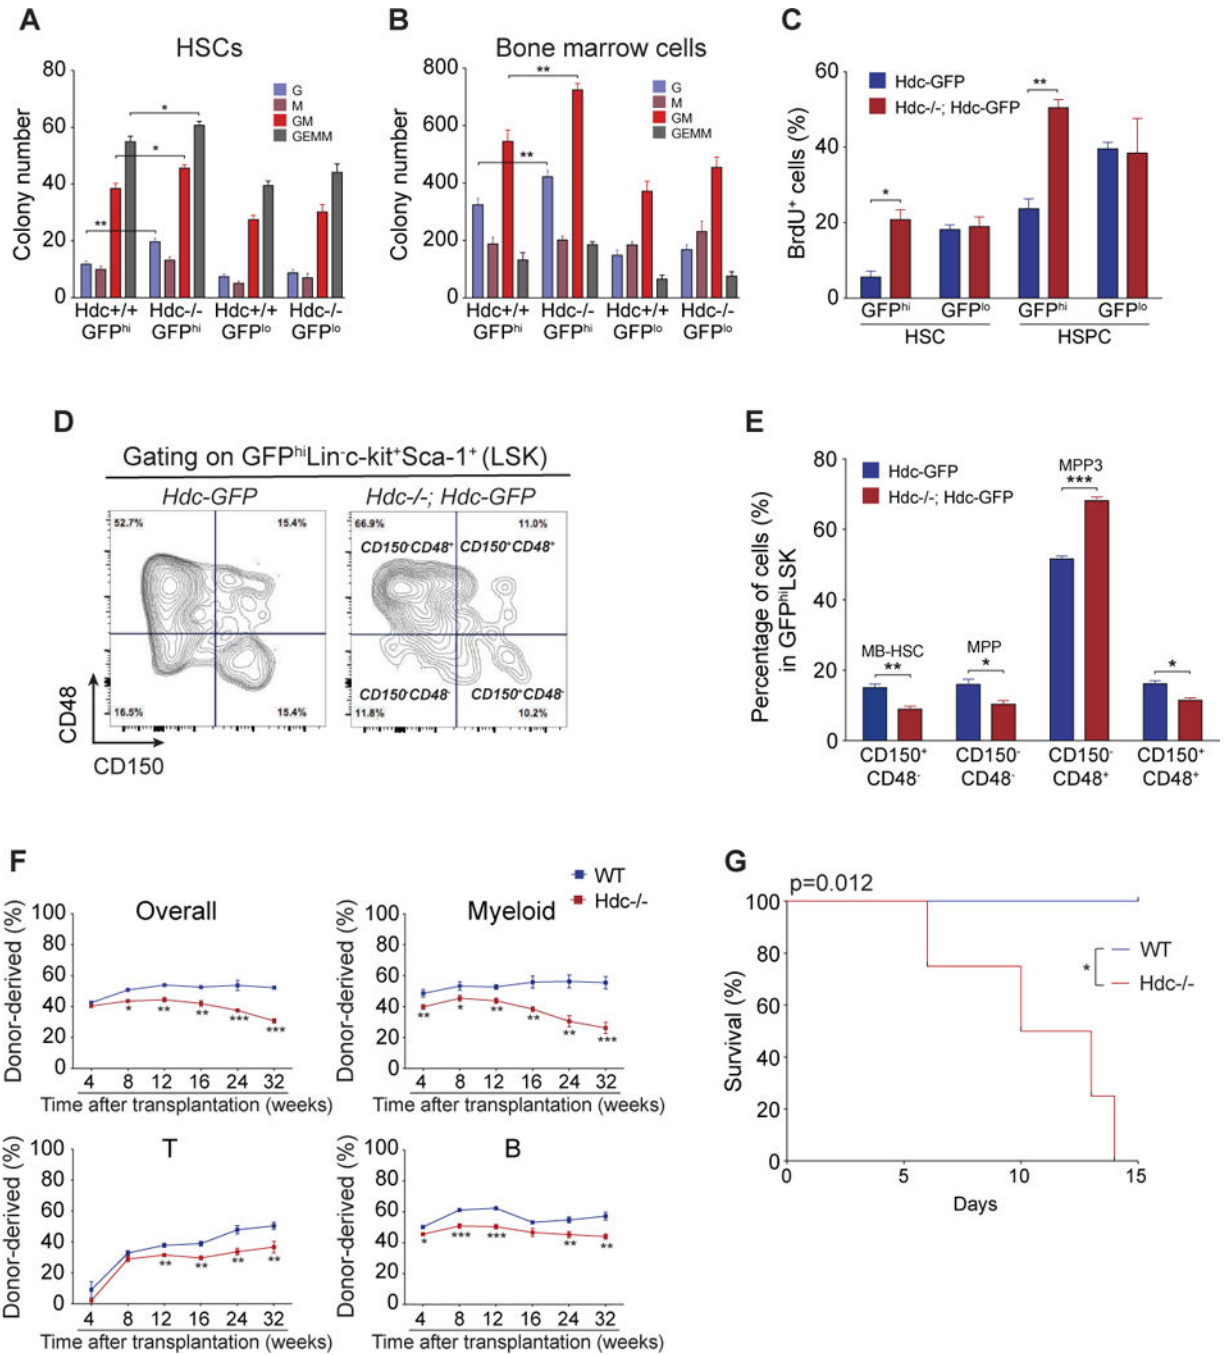 A
HSCs
Colony number
80
60
40
20
0
G
M
GM
GEMM
**
*
*
Hdc+/+ Hdc-/- Hdc+/+ Hdc-/-
GFPhi GFPhi GFPlo GFPlo
B
Bone marrow cells
Colony number
800
600
400
200
0
G
M
GM
GEMM
**
**
Hdc+/+ Hdc-/- Hdc+/+ Hdc-/-
GFPhi GFPhi GFPlo GFPlo
C
BrdU+ cells (%)
60
40
20
0
Hdc-GFP
Hdc-/-; Hdc-GFP
*
**
GFPhi GFPlo GFPhi GFPlo
HSC HSPC
D
Gating on GFPhiLin-c-kit+Sca-1+ (LSK)
Hdc-GFP Hdc-/-; Hdc-GFP
52.7% 15.4%
16.5% 15.4%
66.9% 11.0%
CD150-CD48+ CD150+CD48+
CD150-CD48- CD150+CD48-
11.8% 10.2%
CD48
CD150
E
Percentage of cells (%)
in GFPhiLSK
80
60
40
20
0
Hdc-GFP
Hdc-/-; Hdc-GFP
MB-HSC
**
MPP
*
MPP3
***
*
CD150+ CD150- CD150- CD150+
CD48- CD48- CD48+ CD48+
F
WT
Hdc-/-
Overall
Donor-derived (%)
100
80
60
40
20
0
* ** ** *** ***
4 8 12 16 24 32
Time after transplantation (weeks)
Myeloid
Donor-derived (%)
100
80
60
40
20
0
** * ** ** ** ***
4 8 12 16 24 32
Time after transplantation (weeks)
T
Donor-derived (%)
100
80
60
40
20
0
** ** ** **
4 8 12 16 24 32
Time after transplantation (weeks)
B
Donor-derived (%)
100
80
60
40
20
0
* *** *** ** **
4 8 12 16 24 32
Time after transplantation (weeks)
G
p=0.012
Survival (%)
100
80
60
40
20
0
WT
*
Hdc-/-
0 5 10 15
Days